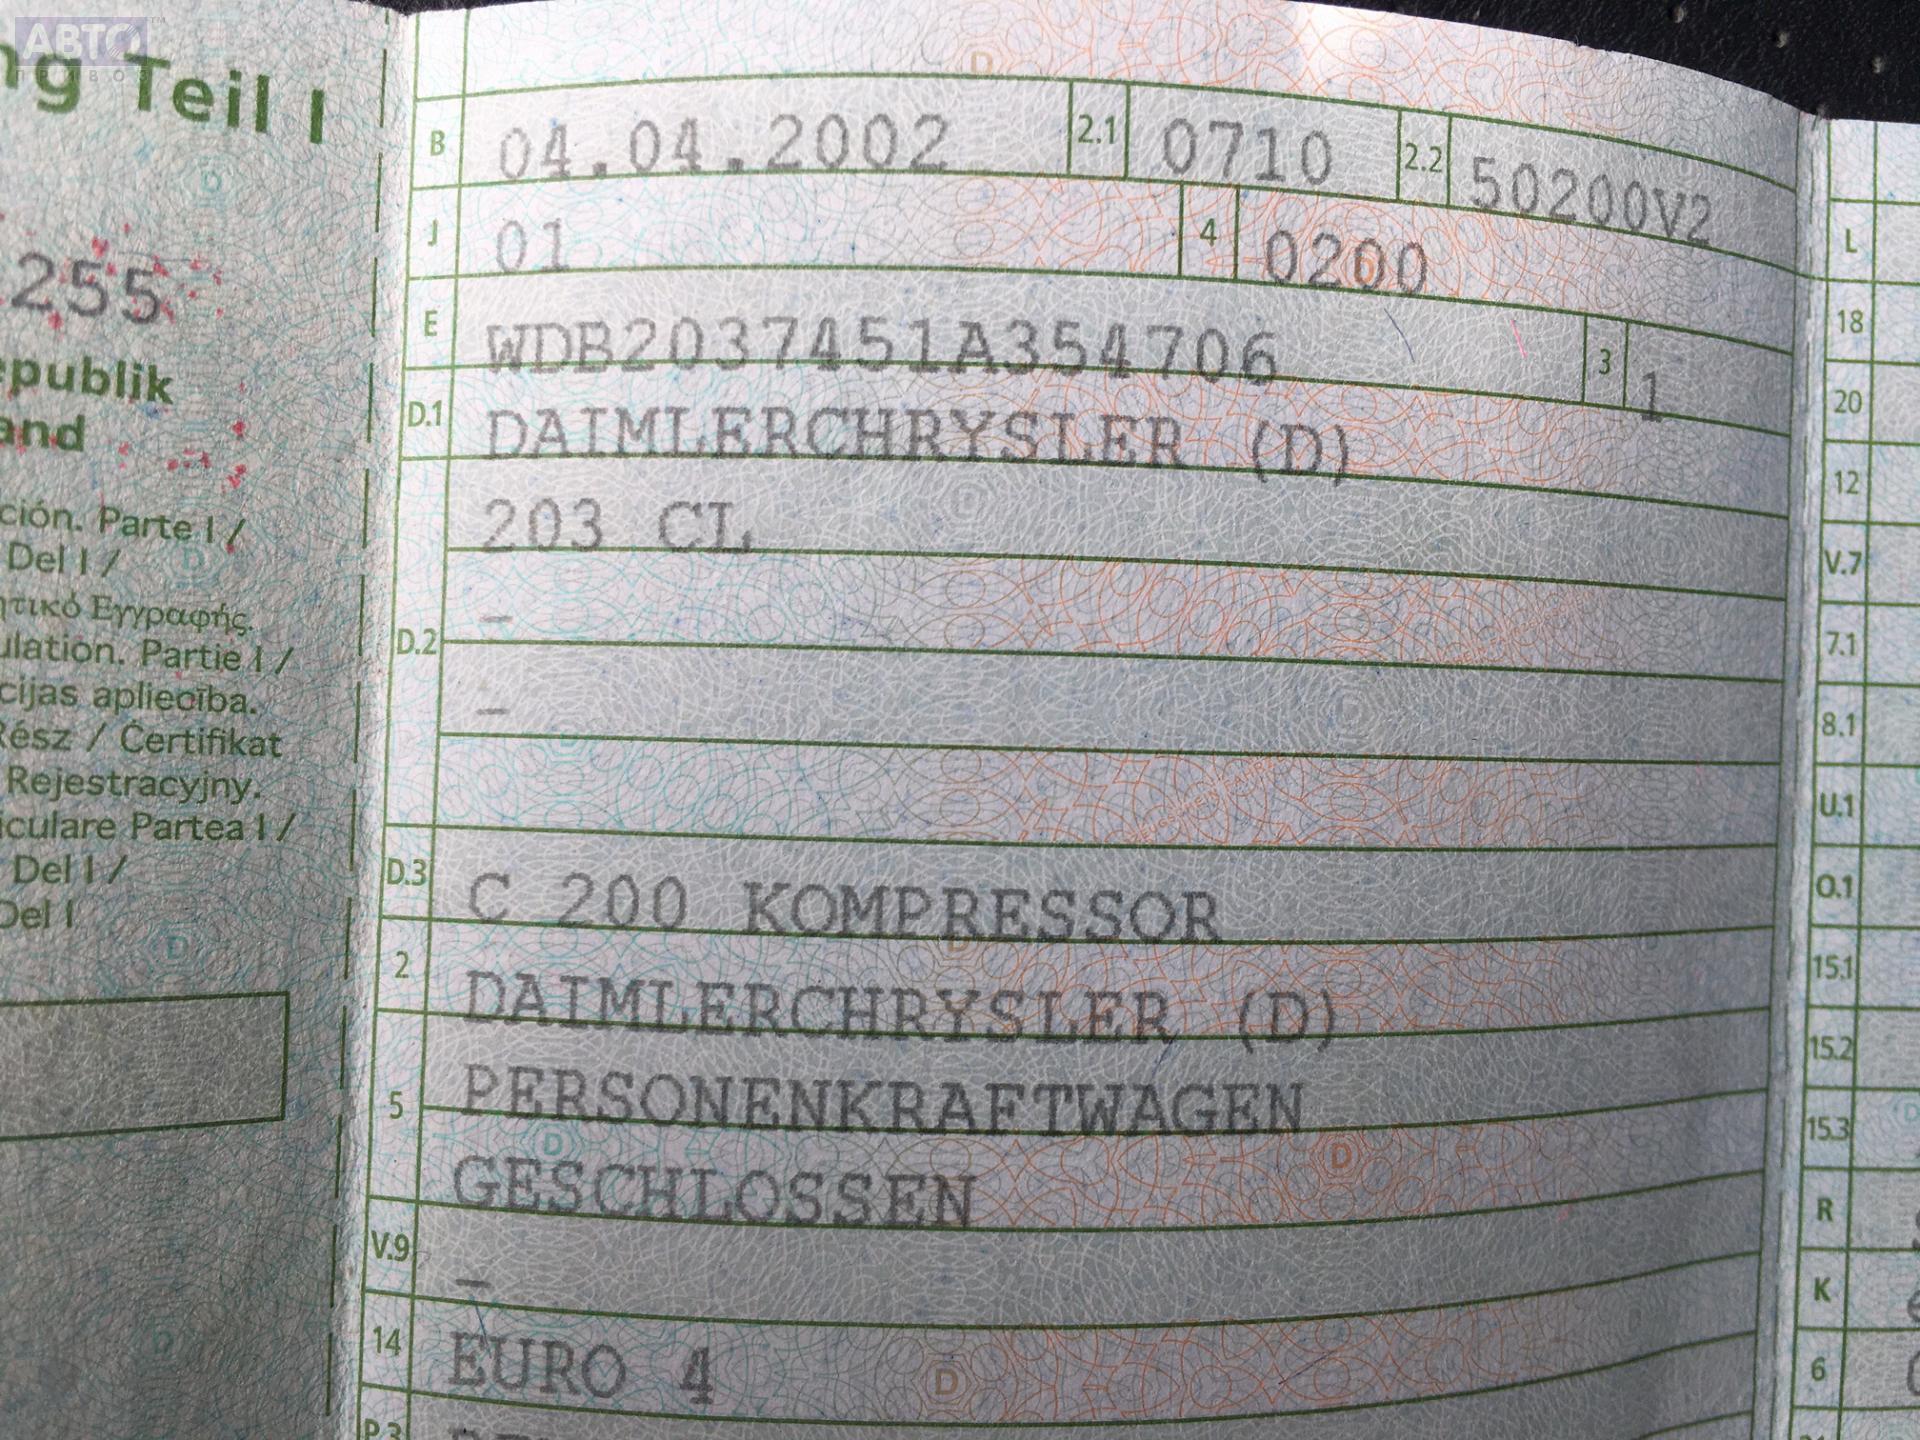 АВТО
ПРИВОЗ
ng Teil I
255
epublik
and
ción. Parte I /
Del I /
ητικό Εγγραφής.
ulation. Partie I /
cijas apliecība.
Rész / Ċertifikat
Rejestracyjny.
iculare Partea I /
Del I /
Del I
B 04.04.2002 2.1 0710 2.2 50200V2
J 01 4 0200
E WDB2037451A354706 3 1
D.1 DAIMLERCHRYSLER (D)
203 CL
–
D.2
–
D.3 C 200 KOMPRESSOR
2 DAIMLERCHRYSLER (D)
5 PERSONENKRAFTWAGEN
GESCHLOSSEN
V.9 –
14 EURO 4
P.3
L
18
20
12
V.7
7.1
8.1
U.1
O.1
15.1
15.2
15.3
R
K
6